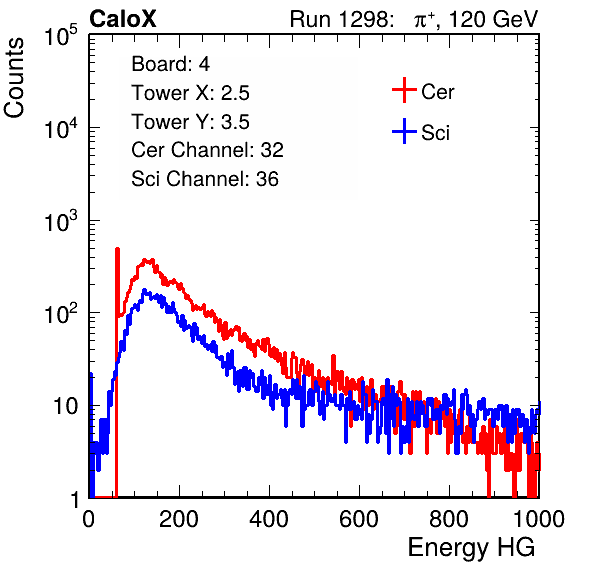 CaloX Run 1298: π⁺, 120 GeV
Counts
10⁵
10⁴
10³
10²
10
1
Board: 4
Tower X: 2.5
Tower Y: 3.5
Cer Channel: 32
Sci Channel: 36
Cer
Sci
0 200 400 600 800 1000
Energy HG